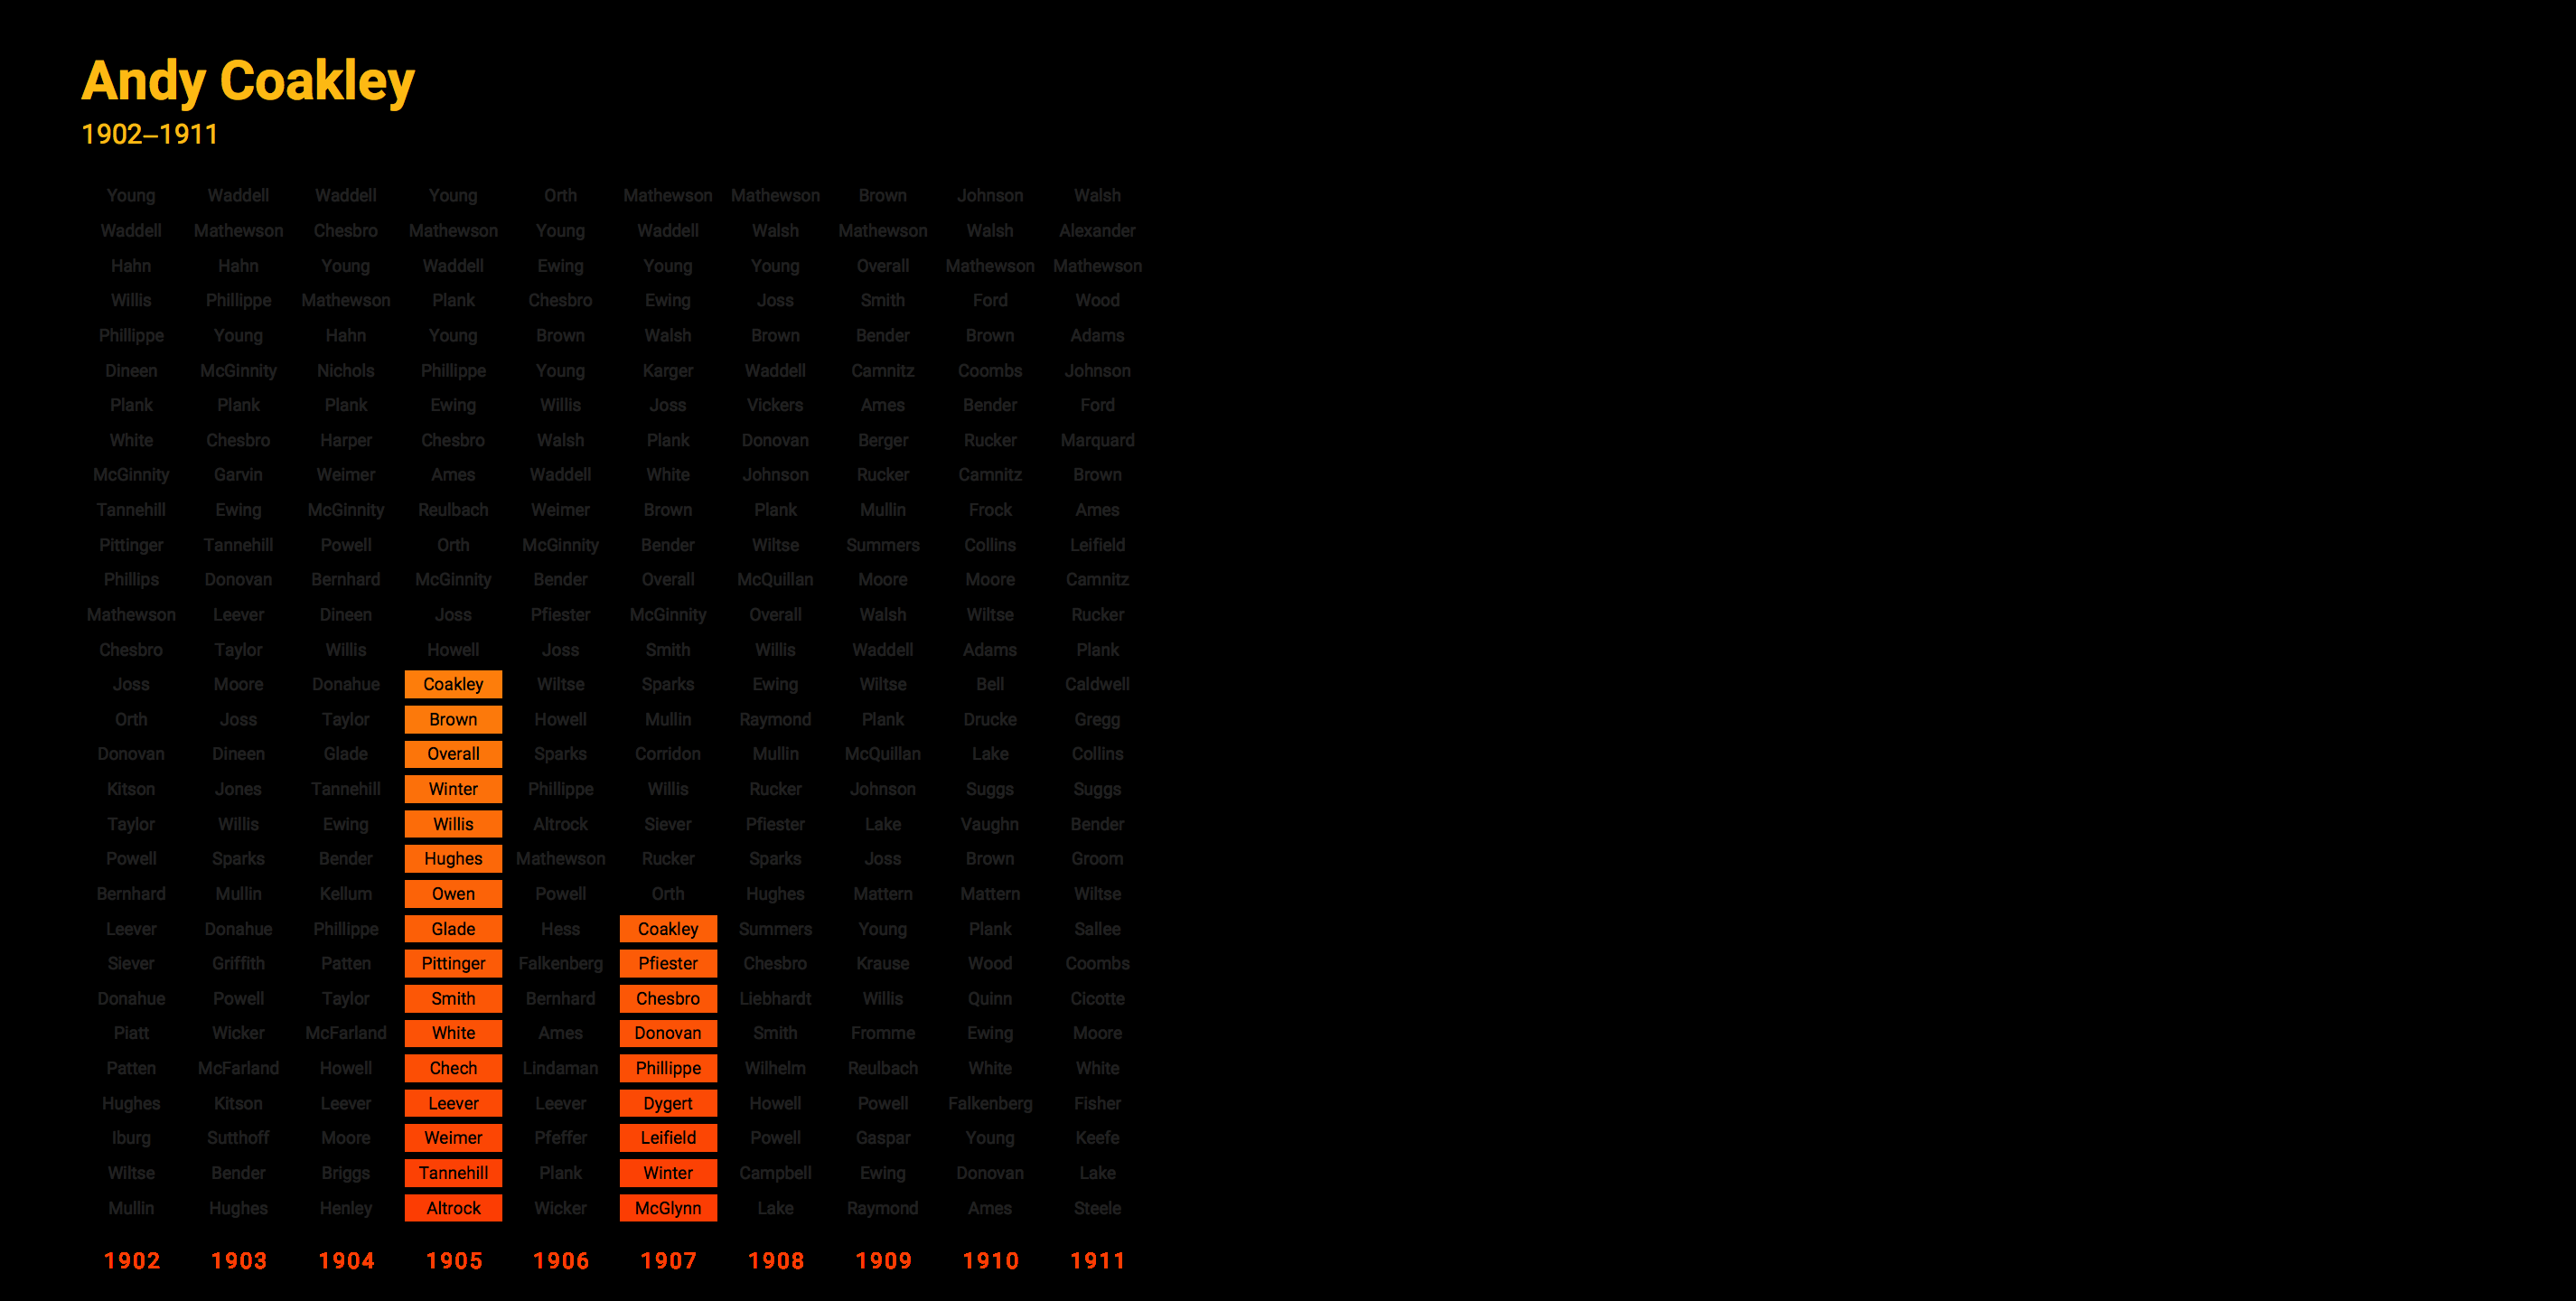 Andy Coakley
1902–1911
Young Waddell Waddell Young Orth Mathewson Mathewson Brown Johnson Walsh
Waddell Mathewson Chesbro Mathewson Young Waddell Walsh Mathewson Walsh Alexander
Hahn Hahn Young Waddell Ewing Young Young Overall Mathewson Mathewson
Willis Phillippe Mathewson Plank Chesbro Ewing Joss Smith Ford Wood
Phillippe Young Hahn Young Brown Walsh Brown Bender Brown Adams
Dineen McGinnity Nichols Phillippe Young Karger Waddell Camnitz Coombs Johnson
Plank Plank Plank Ewing Willis Joss Vickers Ames Bender Ford
White Chesbro Harper Chesbro Walsh Plank Donovan Berger Rucker Marquard
McGinnity Garvin Weimer Ames Waddell White Johnson Rucker Camnitz Brown
Tannehill Ewing McGinnity Reulbach Weimer Brown Plank Mullin Frock Ames
Pittinger Tannehill Powell Orth McGinnity Bender Wiltse Summers Collins Leifield
Phillips Donovan Bernhard McGinnity Bender Overall McQuillan Moore Moore Camnitz
Mathewson Leever Dineen Joss Pfiester McGinnity Overall Walsh Wiltse Rucker
Chesbro Taylor Willis Howell Joss Smith Willis Waddell Adams Plank
Joss Moore Donahue Coakley Wiltse Sparks Ewing Wiltse Bell Caldwell
Orth Joss Taylor Brown Howell Mullin Raymond Plank Drucke Gregg
Donovan Dineen Glade Overall Sparks Corridon Mullin McQuillan Lake Collins
Kitson Jones Tannehill Winter Phillippe Willis Rucker Johnson Suggs Suggs
Taylor Willis Ewing Willis Altrock Siever Pfiester Lake Vaughn Bender
Powell Sparks Bender Hughes Mathewson Rucker Sparks Joss Brown Groom
Bernhard Mullin Kellum Owen Powell Orth Hughes Mattern Mattern Wiltse
Leever Donahue Phillippe Glade Hess Coakley Summers Young Plank Sallee
Siever Griffith Patten Pittinger Falkenberg Pfiester Chesbro Krause Wood Coombs
Donahue Powell Taylor Smith Bernhard Chesbro Liebhardt Willis Quinn Cicotte
Piatt Wicker McFarland White Ames Donovan Smith Fromme Ewing Moore
Patten McFarland Howell Chech Lindaman Phillippe Wilhelm Reulbach White White
Hughes Kitson Leever Leever Leever Dygert Howell Powell Falkenberg Fisher
Iburg Sutthoff Moore Weimer Pfeffer Leifield Powell Gaspar Young Keefe
Wiltse Bender Briggs Tannehill Plank Winter Campbell Ewing Donovan Lake
Mullin Hughes Henley Altrock Wicker McGlynn Lake Raymond Ames Steele
1902 1903 1904 1905 1906 1907 1908 1909 1910 1911